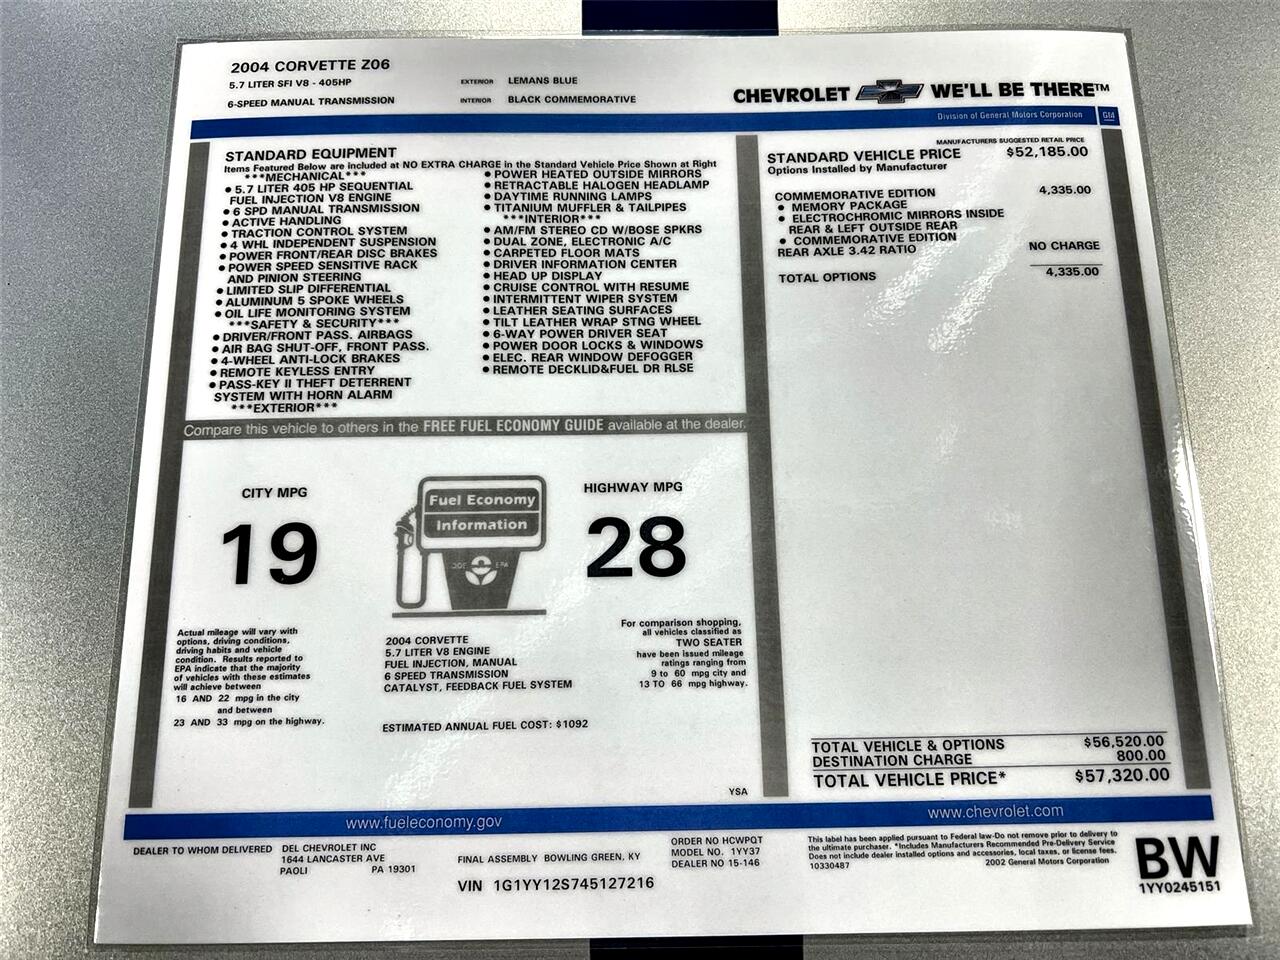 2004 CORVETTE Z06
5.7 LITER SFI V8 - 405HP
6-SPEED MANUAL TRANSMISSION
EXTERIOR LEMANS BLUE
INTERIOR BLACK COMMEMORATIVE
CHEVROLET WE'LL BE THERE™
Division of General Motors Corporation GM
STANDARD EQUIPMENT
Items Featured Below are included at NO EXTRA CHARGE in the Standard Vehicle Price Shown at Right
***MECHANICAL***
• 5.7 LITER 405 HP SEQUENTIAL
FUEL INJECTION V8 ENGINE
• 6 SPD MANUAL TRANSMISSION
• ACTIVE HANDLING
• TRACTION CONTROL SYSTEM
• 4 WHL INDEPENDENT SUSPENSION
• POWER FRONT/REAR DISC BRAKES
• POWER SPEED SENSITIVE RACK
AND PINION STEERING
• LIMITED SLIP DIFFERENTIAL
• ALUMINUM 5 SPOKE WHEELS
• OIL LIFE MONITORING SYSTEM
***SAFETY & SECURITY***
• DRIVER/FRONT PASS. AIRBAGS
• AIR BAG SHUT-OFF, FRONT PASS.
• 4-WHEEL ANTI-LOCK BRAKES
• REMOTE KEYLESS ENTRY
• PASS-KEY II THEFT DETERRENT
SYSTEM WITH HORN ALARM
***EXTERIOR***
• POWER HEATED OUTSIDE MIRRORS
• RETRACTABLE HALOGEN HEADLAMP
• DAYTIME RUNNING LAMPS
• TITANIUM MUFFLER & TAILPIPES
***INTERIOR***
• AM/FM STEREO CD W/BOSE SPKRS
• DUAL ZONE, ELECTRONIC A/C
• CARPETED FLOOR MATS
• DRIVER INFORMATION CENTER
• HEAD UP DISPLAY
• CRUISE CONTROL WITH RESUME
• INTERMITTENT WIPER SYSTEM
• LEATHER SEATING SURFACES
• TILT LEATHER WRAP STNG WHEEL
• 6-WAY POWER DRIVER SEAT
• POWER DOOR LOCKS & WINDOWS
• ELEC. REAR WINDOW DEFOGGER
• REMOTE DECKLID&FUEL DR RLSE
MANUFACTURERS SUGGESTED RETAIL PRICE
STANDARD VEHICLE PRICE $52,185.00
Options Installed by Manufacturer
COMMEMORATIVE EDITION 4,335.00
• MEMORY PACKAGE
• ELECTROCHROMIC MIRRORS INSIDE
REAR & LEFT OUTSIDE REAR
• COMMEMORATIVE EDITION
REAR AXLE 3.42 RATIO NO CHARGE
TOTAL OPTIONS 4,335.00
Compare this vehicle to others in the FREE FUEL ECONOMY GUIDE available at the dealer.
CITY MPG
19
Fuel Economy
Information
DOE EPA
HIGHWAY MPG
28
Actual mileage will vary with
options, driving conditions,
driving habits and vehicle
condition. Results reported to
EPA indicate that the majority
of vehicles with these estimates
will achieve between
16 AND 22 mpg in the city
and between
23 AND 33 mpg on the highway.
2004 CORVETTE
5.7 LITER V8 ENGINE
FUEL INJECTION, MANUAL
6 SPEED TRANSMISSION
CATALYST, FEEDBACK FUEL SYSTEM
ESTIMATED ANNUAL FUEL COST: $1092
For comparison shopping,
all vehicles classified as
TWO SEATER
have been issued mileage
ratings ranging from
9 to 60 mpg city and
13 TO 66 mpg highway.
YSA
TOTAL VEHICLE & OPTIONS $56,520.00
DESTINATION CHARGE 800.00
TOTAL VEHICLE PRICE* $57,320.00
www.fueleconomy.gov
www.chevrolet.com
DEALER TO WHOM DELIVERED DEL CHEVROLET INC
1644 LANCASTER AVE
PAOLI PA 19301
FINAL ASSEMBLY BOWLING GREEN, KY
VIN 1G1YY12S745127216
ORDER NO HCWPQT
MODEL NO. 1YY37
DEALER NO 15-146
This label has been applied pursuant to Federal law-Do not remove prior to delivery to
the ultimate purchaser. *Includes Manufacturers Recommended Pre-Delivery Service
Does not include dealer installed options and accessories, local taxes, or license fees.
10330487 2002 General Motors Corporation
BW
1YY0245151